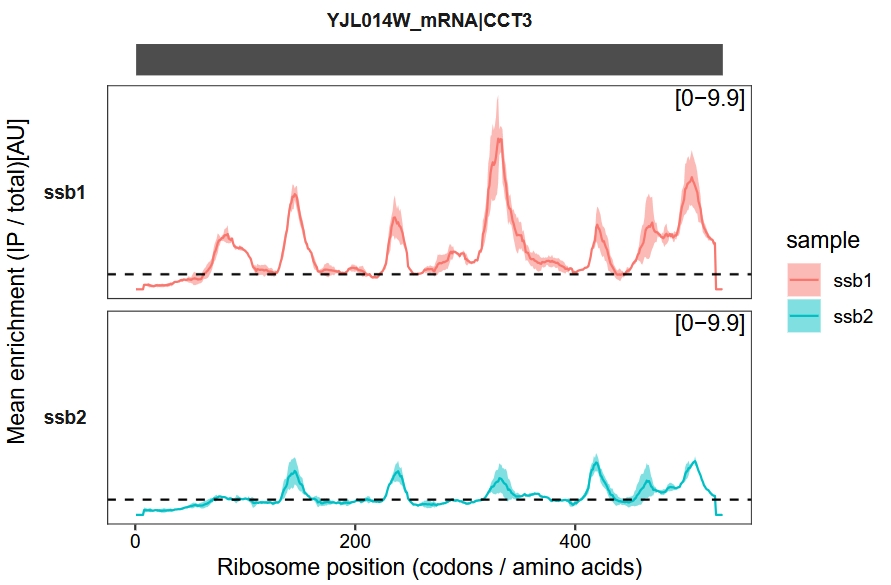 YJL014W_mRNA|CCT3
[0−9.9]
ssb1
Mean enrichment (IP / total)[AU]
sample
ssb1
ssb2
[0−9.9]
ssb2
0 200 400
Ribosome position (codons / amino acids)